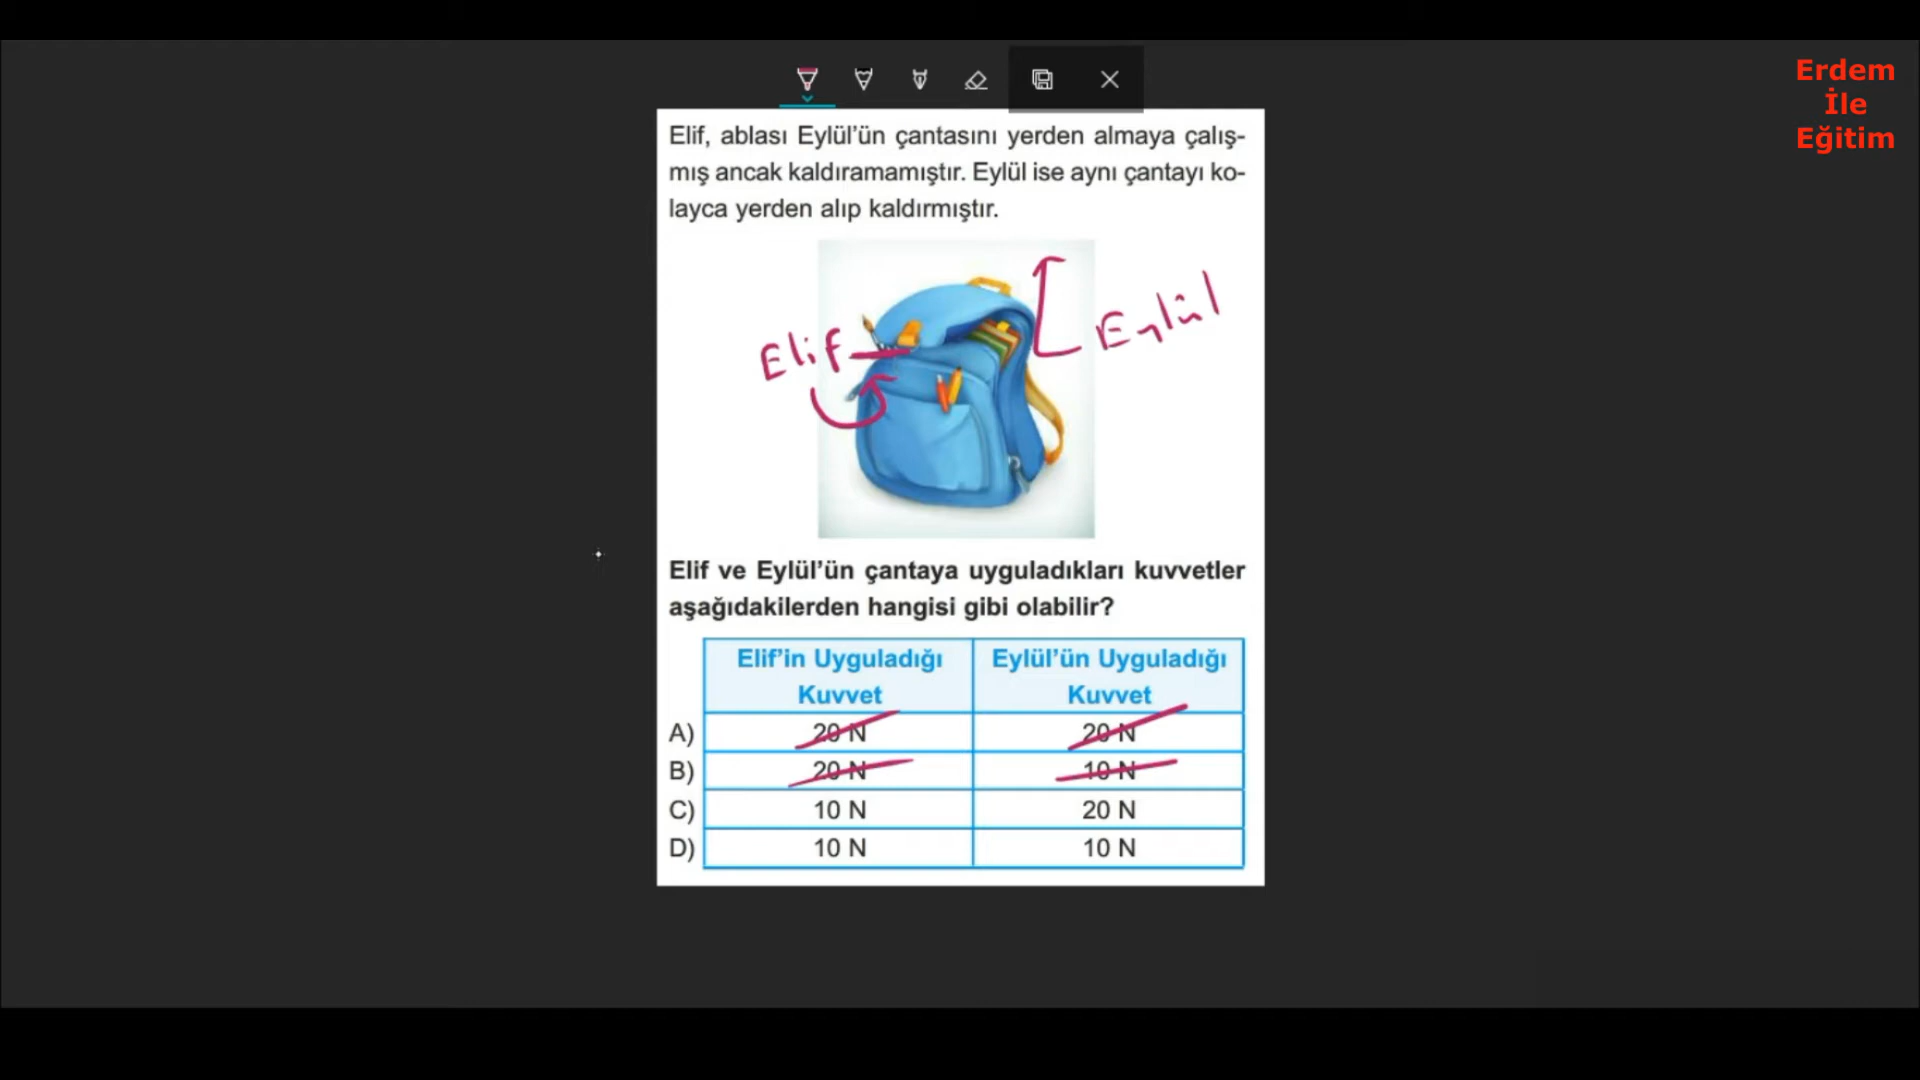 Erdem
İle
Eğitim
Elif, ablası Eylül’ün çantasını yerden almaya çalış-
mış ancak kaldıramamıştır. Eylül ise aynı çantayı ko-
layca yerden alıp kaldırmıştır.
Elif
Eylül
Elif ve Eylül’ün çantaya uyguladıkları kuvvetler
aşağıdakilerden hangisi gibi olabilir?
Elif’in Uyguladığı Eylül’ün Uyguladığı
Kuvvet Kuvvet
A) 20 N 20 N
B) 20 N 10 N
C) 10 N 20 N
D) 10 N 10 N